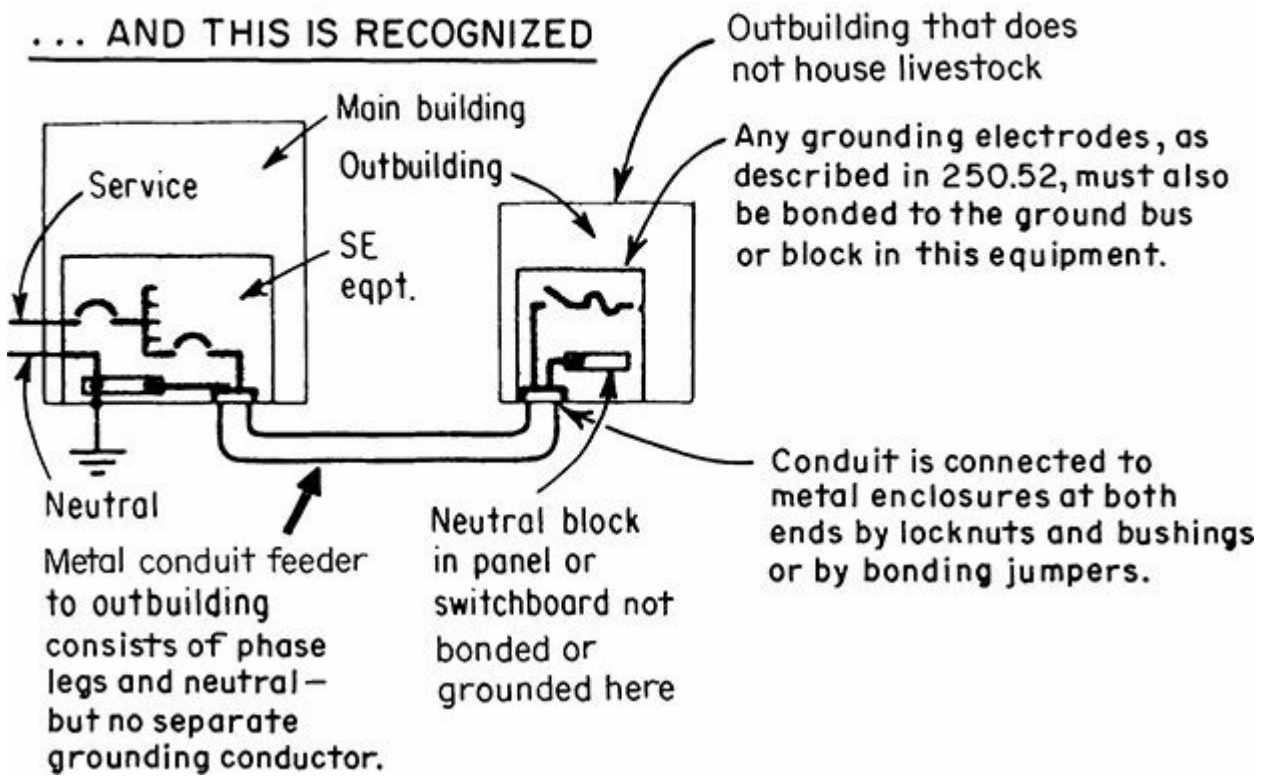 ... AND THIS IS RECOGNIZED
Outbuilding that does
not house livestock
Main building
Outbuilding
Any grounding electrodes, as
described in 250.52, must also
be bonded to the ground bus
or block in this equipment.
Service
SE
eqpt.
Neutral
Metal conduit feeder
to outbuilding
consists of phase
legs and neutral—
but no separate
grounding conductor.
Neutral block
in panel or
switchboard not
bonded or
grounded here
Conduit is connected to
metal enclosures at both
ends by locknuts and bushings
or by bonding jumpers.